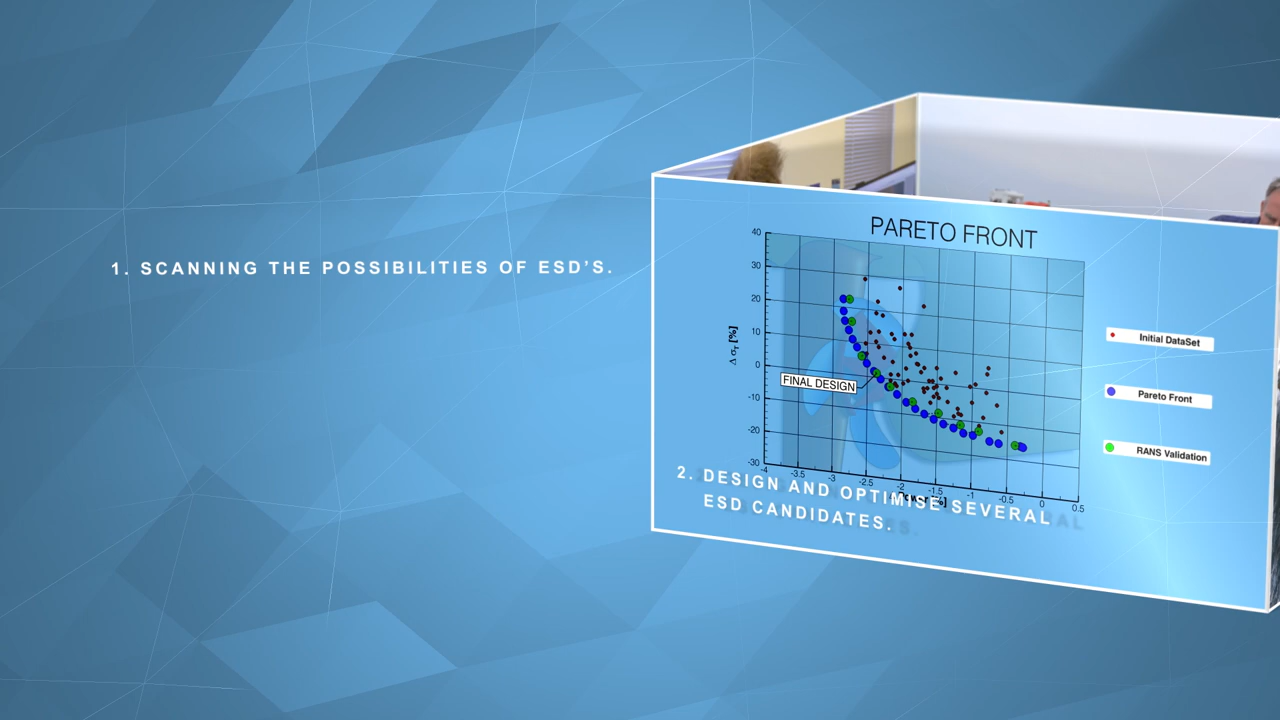 1. SCANNING THE POSSIBILITIES OF ESD'S.
PARETO FRONT
40
30
20
10
0
-10
-20
-30
Δ σT [%]
FINAL DESIGN
-4
-3.5
-3
-2.5
-2
-1.5
-1
-0.5
0
0.5
Initial DataSet
Pareto Front
RANS Validation
2. DESIGN AND OPTIMISE SEVERAL
ESD CANDIDATES.